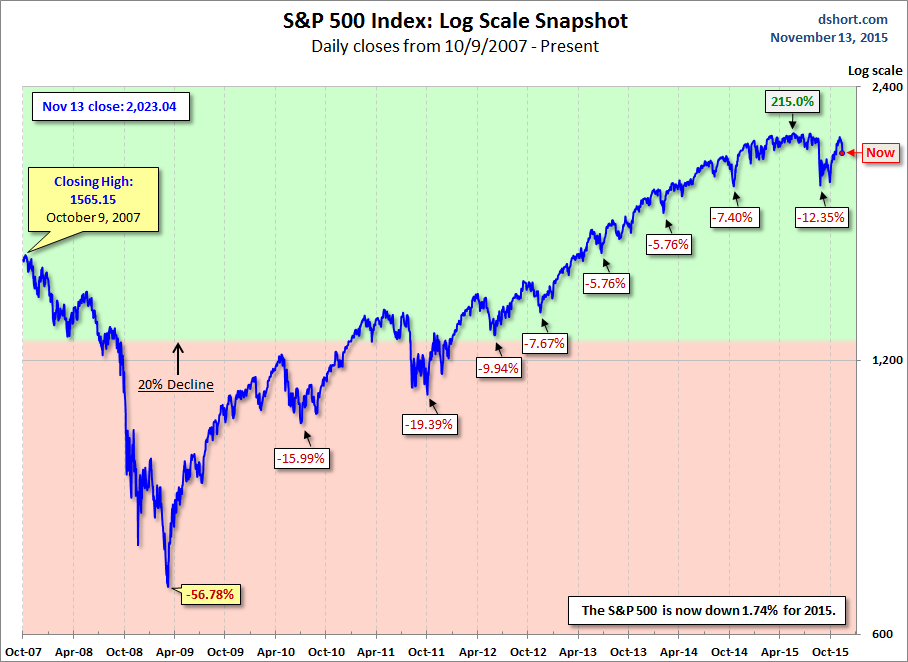 S&P 500 Index: Log Scale Snapshot
Daily closes from 10/9/2007 - Present
dshort.com
November 13, 2015
Log scale
2,400
Nov 13 close: 2,023.04
215.0%
Now
Closing High:
1565.15
October 9, 2007
-7.40%
-12.35%
-5.76%
-5.76%
-7.67%
1,200
-9.94%
20% Decline
-19.39%
-15.99%
-56.78%
The S&P 500 is now down 1.74% for 2015.
600
Oct-07 Apr-08 Oct-08 Apr-09 Oct-09 Apr-10 Oct-10 Apr-11 Oct-11 Apr-12 Oct-12 Apr-13 Oct-13 Apr-14 Oct-14 Apr-15 Oct-15